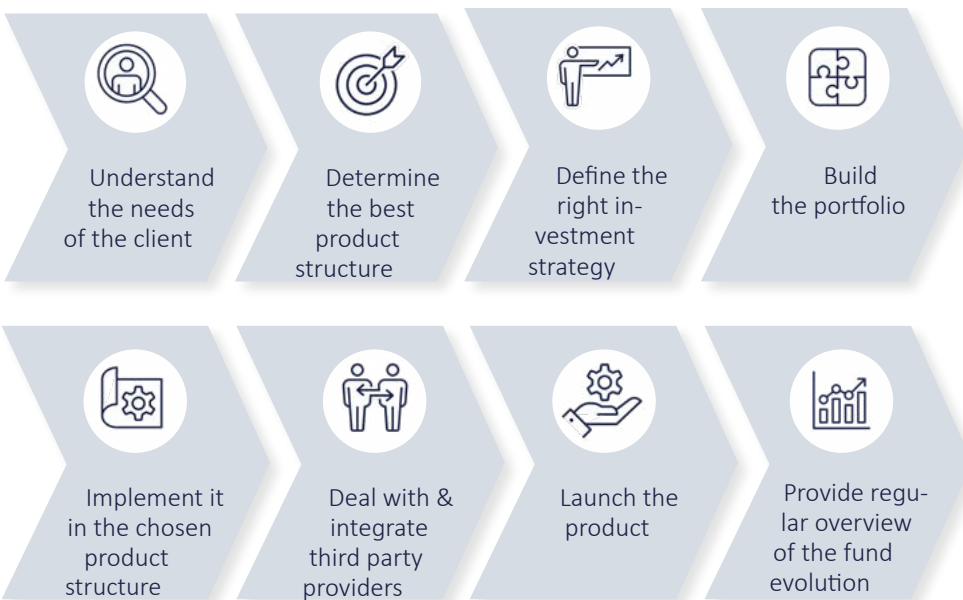 Understand
the needs
of the client
Determine
the best
product
structure
Define the
right in-
vestment
strategy
Build
the portfolio
Implement it
in the chosen
product
structure
Deal with &
integrate
third party
providers
Launch the
product
Provide regu-
lar overview
of the fund
evolution